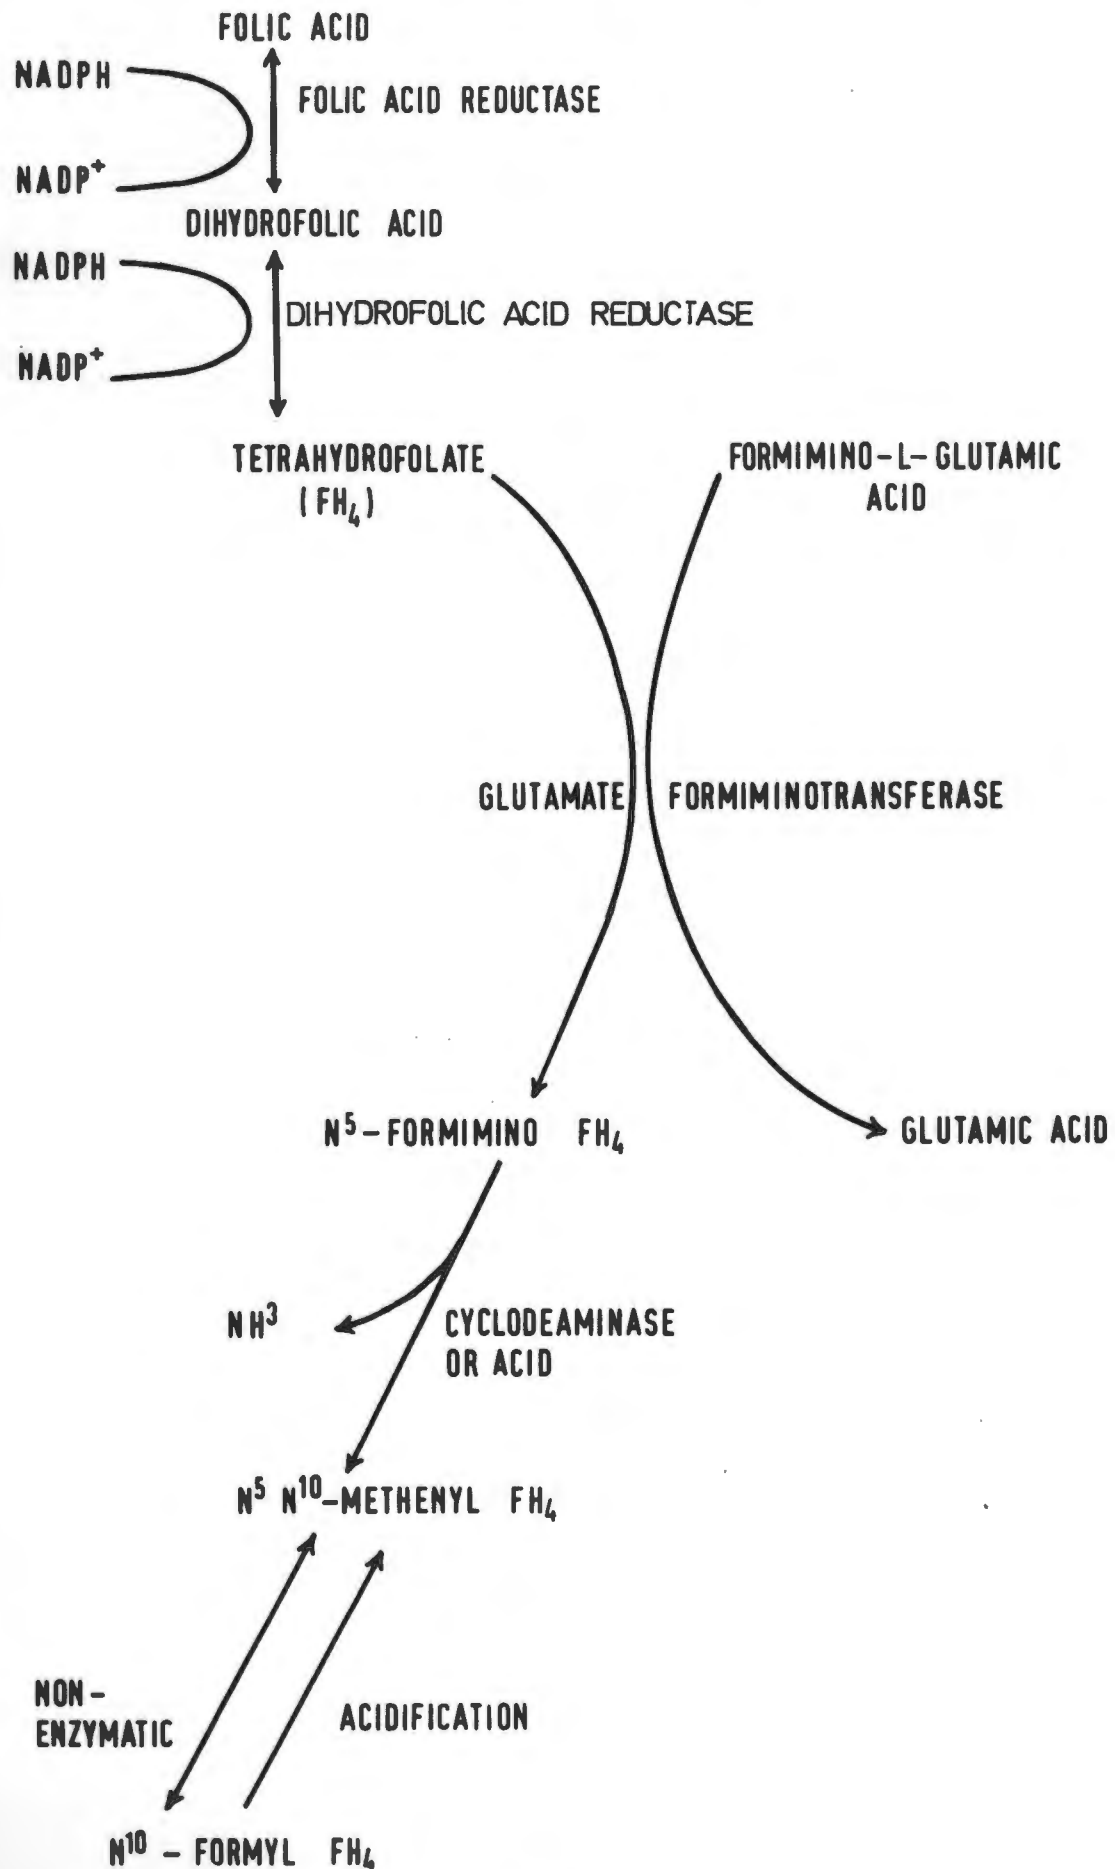 FOLIC ACID
NADPH
FOLIC ACID REDUCTASE
NADP⁺
DIHYDROFOLIC ACID
NADPH
DIHYDROFOLIC ACID REDUCTASE
NADP⁺
TETRAHYDROFOLATE
(FH₄)
FORMIMINO-L-GLUTAMIC
ACID
GLUTAMATE FORMIMINOTRANSFERASE
N⁵-FORMIMINO FH₄
GLUTAMIC ACID
NH³
CYCLODEAMINASE
OR ACID
N⁵ N¹⁰-METHENYL FH₄
NON-
ENZYMATIC
ACIDIFICATION
N¹⁰ - FORMYL FH₄